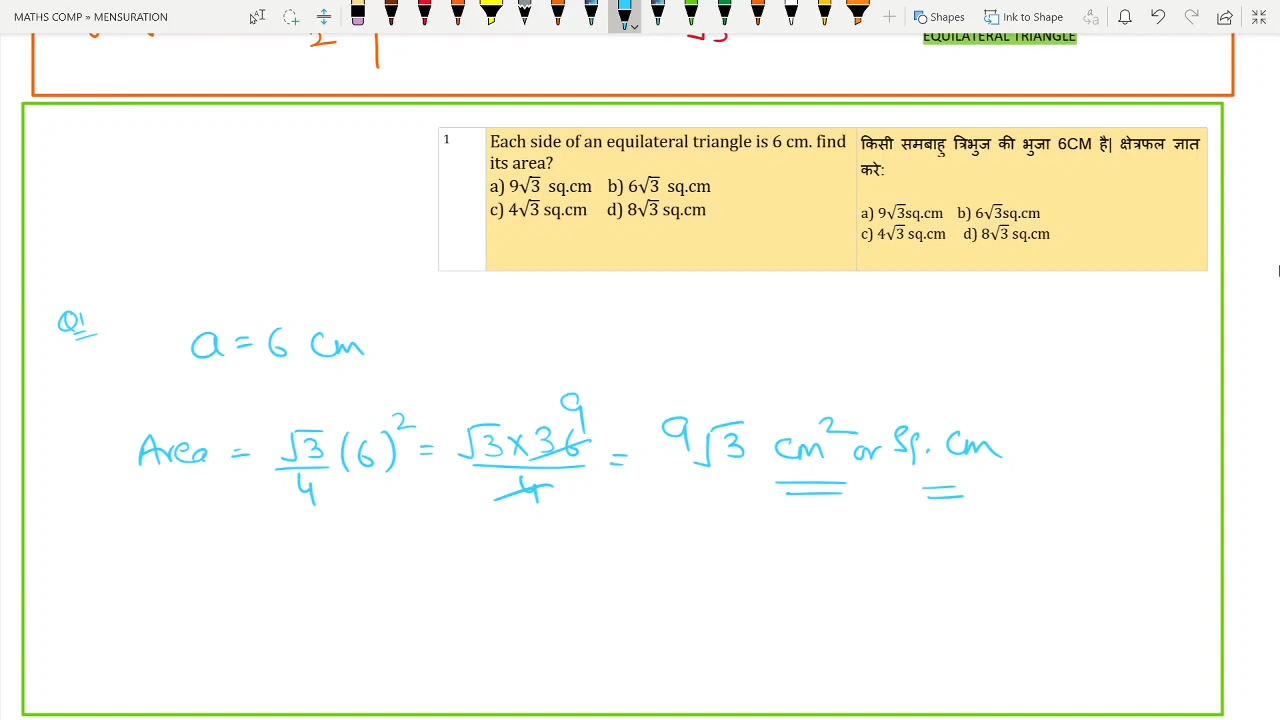 MATHS COMP » MENSURATION
Shapes
Ink to Shape
2
√3
EQUILATERAL TRIANGLE
1
Each side of an equilateral triangle is 6 cm. find
its area?
a) 9√3 sq.cm b) 6√3 sq.cm
c) 4√3 sq.cm d) 8√3 sq.cm
किसी समबाहु त्रिभुज की भुजा 6CM है| क्षेत्रफल ज्ञात
करे:
a) 9√3sq.cm b) 6√3sq.cm
c) 4√3 sq.cm d) 8√3 sq.cm
Q1
a = 6 cm
Area = √3/4 (6)² = √3 × 36/4 9 = 9√3 cm² or Sq. cm